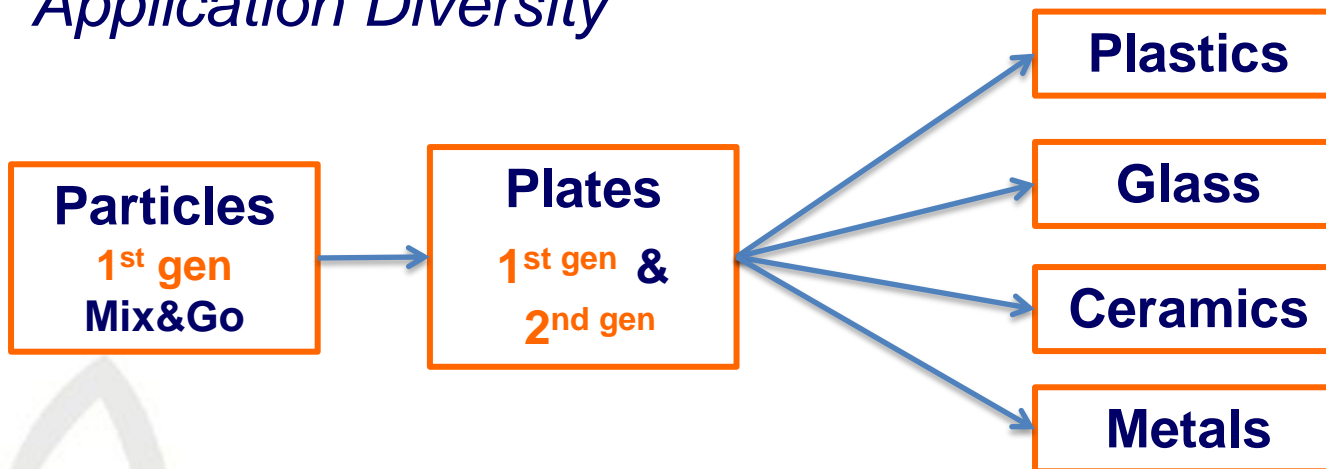 Application Diversity
Particles
1st gen
Mix&Go
Plates
1st gen &
2nd gen
Plastics
Glass
Ceramics
Metals